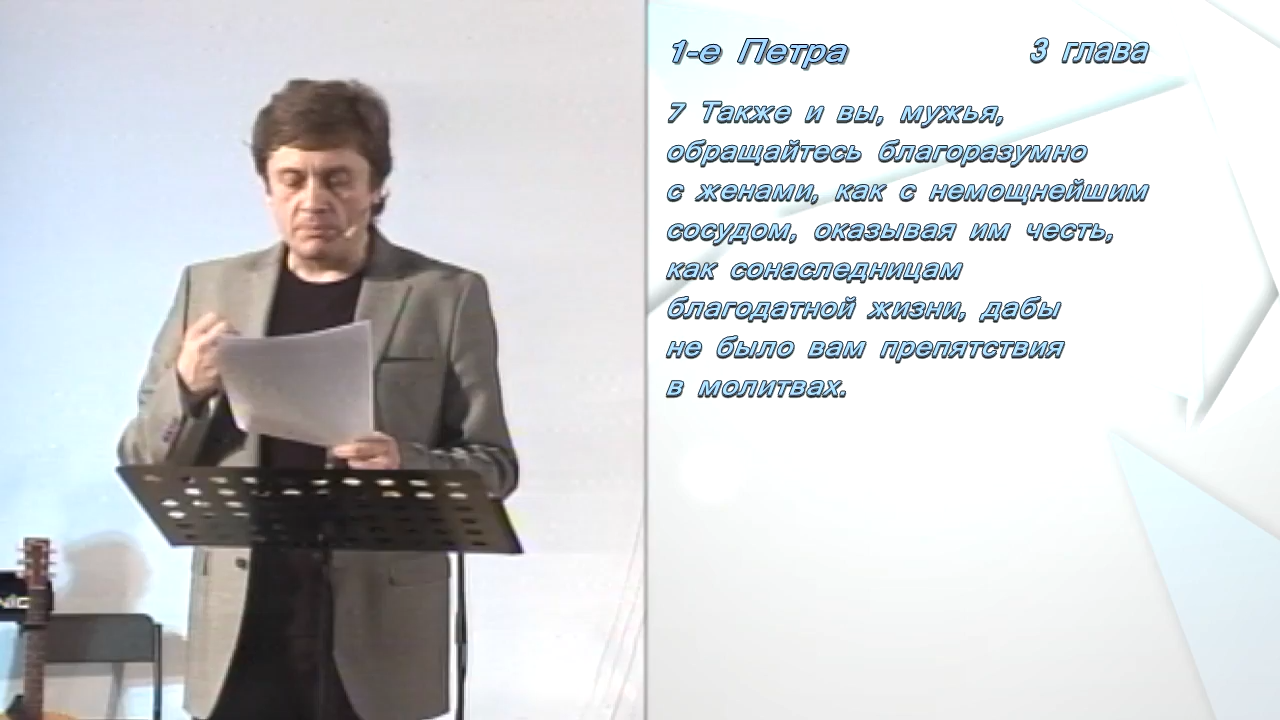 1-е Петра 3 глава
7 Также и вы, мужья,
обращайтесь благоразумно
с женами, как с немощнейшим
сосудом, оказывая им честь,
как сонаследницам
благодатной жизни, дабы
не было вам препятствия
в молитвах.